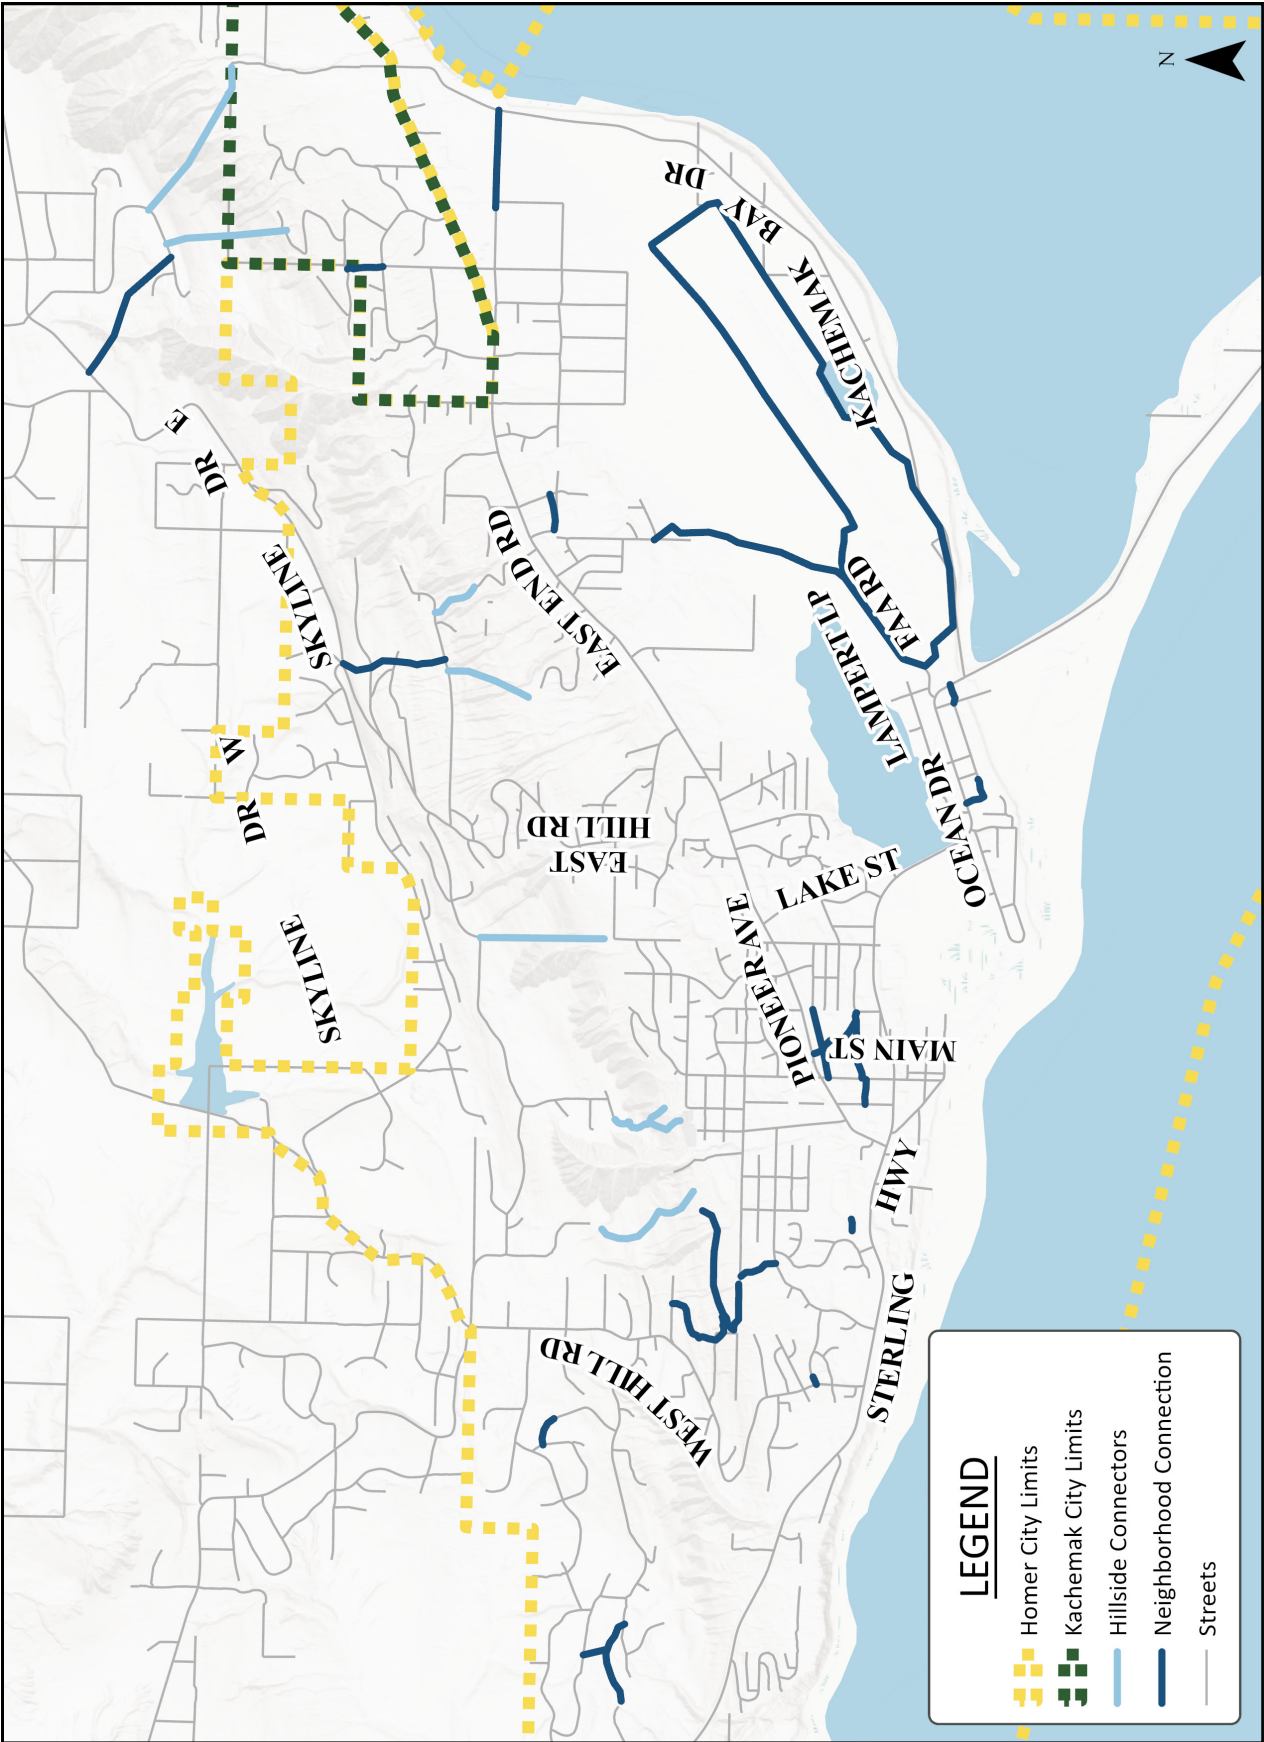 N
SKYLINE
DR W
SKYLINE
DR E
EAST END RD
EAST
HILL RD
WEST HILL RD
PIONEER AVE
LAKE ST
MAIN ST
STERLING HWY
OCEAN DR
LAMPERT LP
FAA RD
KACHEMAK BAY DR
LEGEND
Homer City Limits
Kachemak City Limits
Hillside Connectors
Neighborhood Connection
Streets